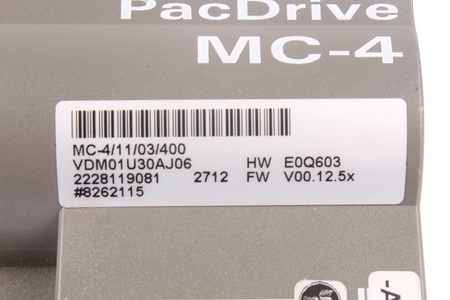 PacDrive
MC-4
MC-4/11/03/400
VDM01U30AJ06 HW E0Q603
2228119081 2712 FW V00.12.5x
#8262115
-A